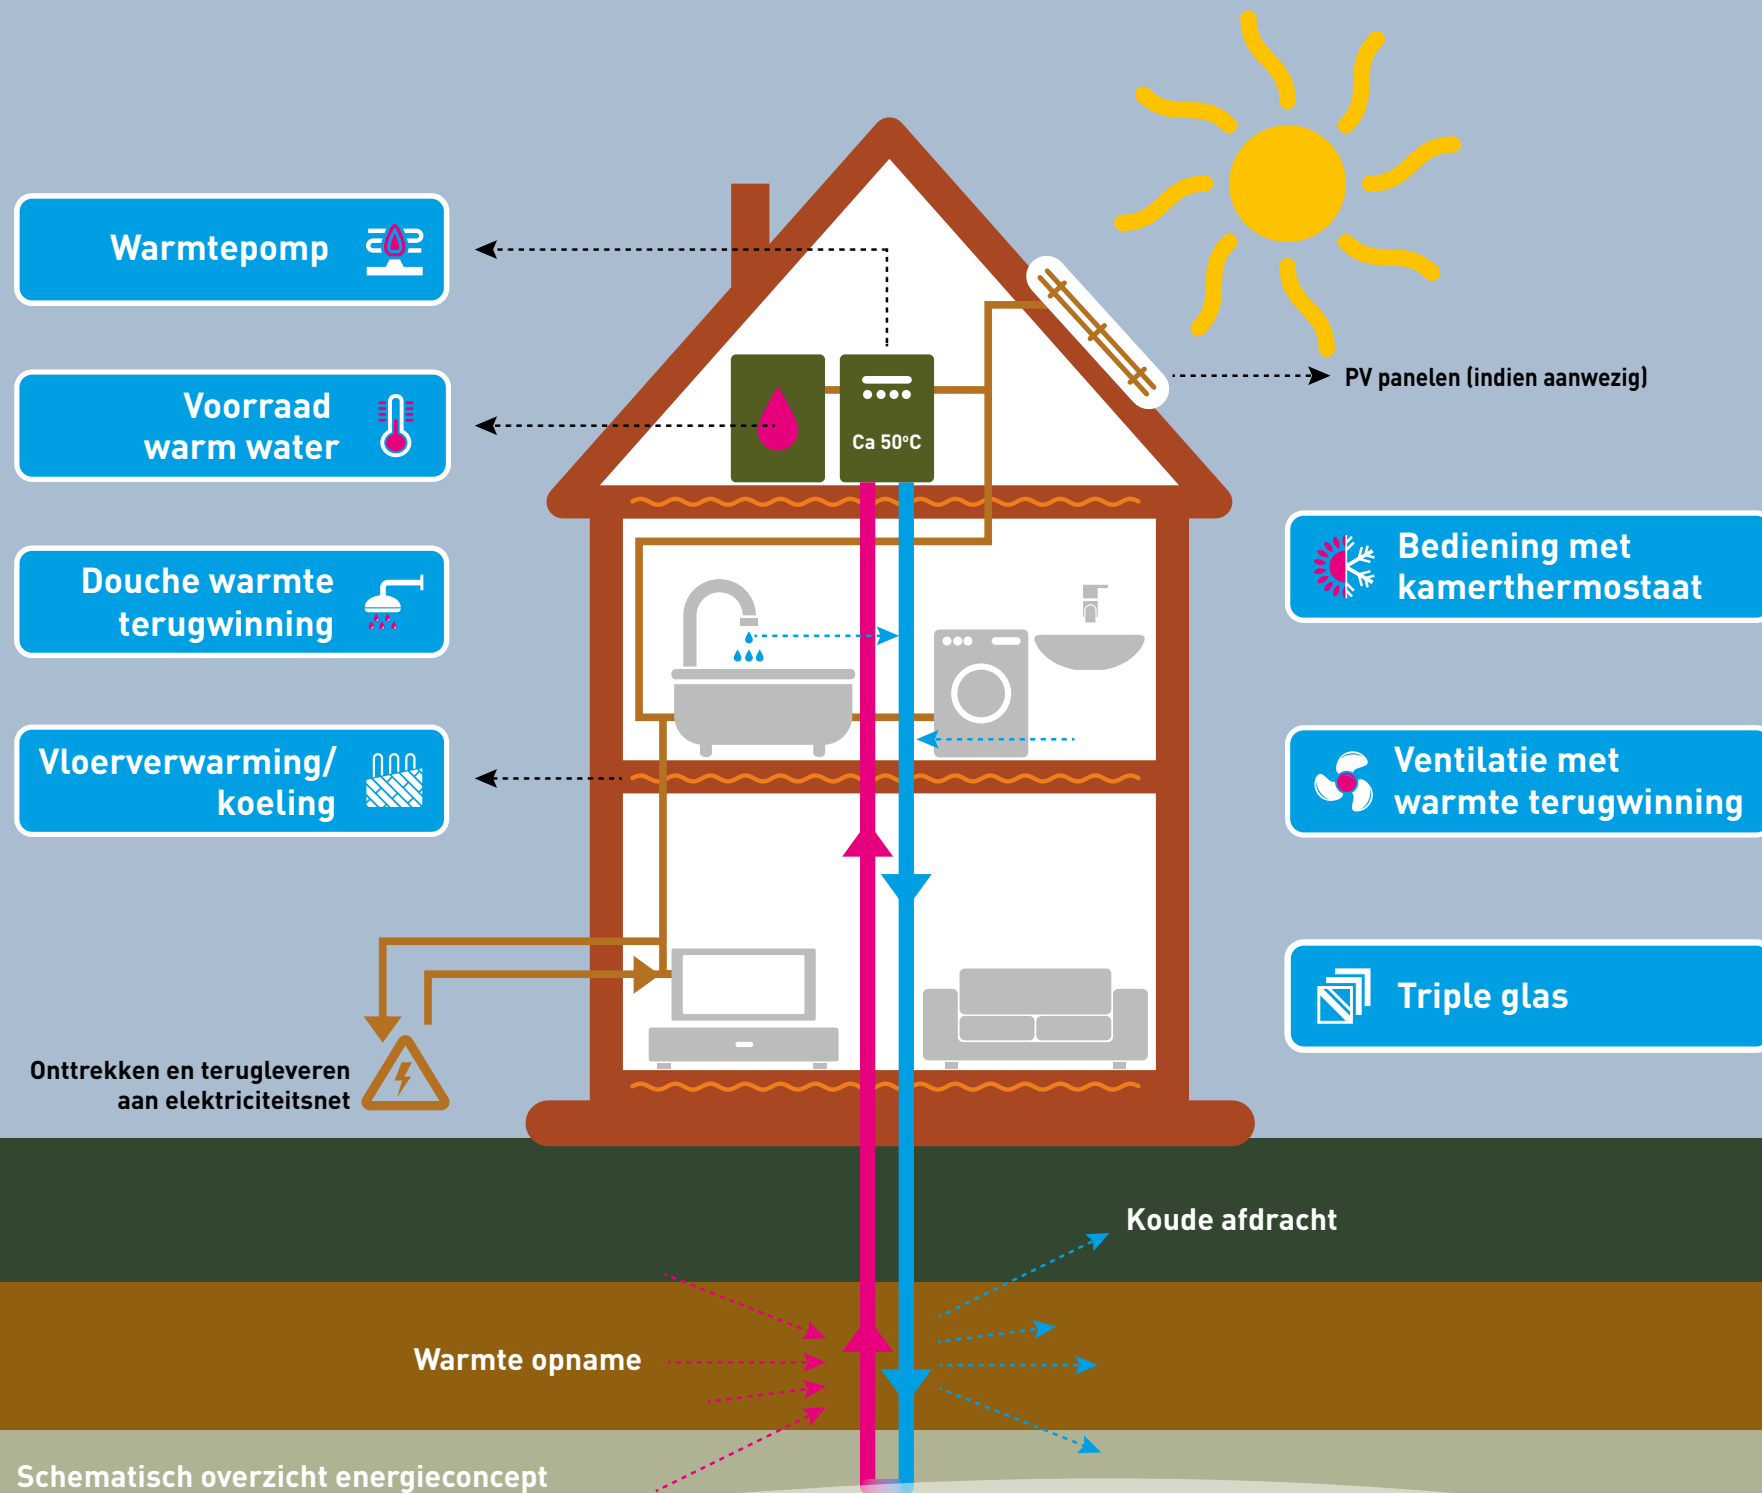 Warmtepomp
Voorraad
warm water
Douche warmte
terugwinning
Vloerverwarming/
koeling
Ca 50°C
PV panelen (indien aanwezig)
Bediening met
kamerthermostaat
Ventilatie met
warmte terugwinning
Triple glas
Onttrekken en terugleveren
aan elektriciteitsnet
Koude afdracht
Warmte opname
Schematisch overzicht energieconcept